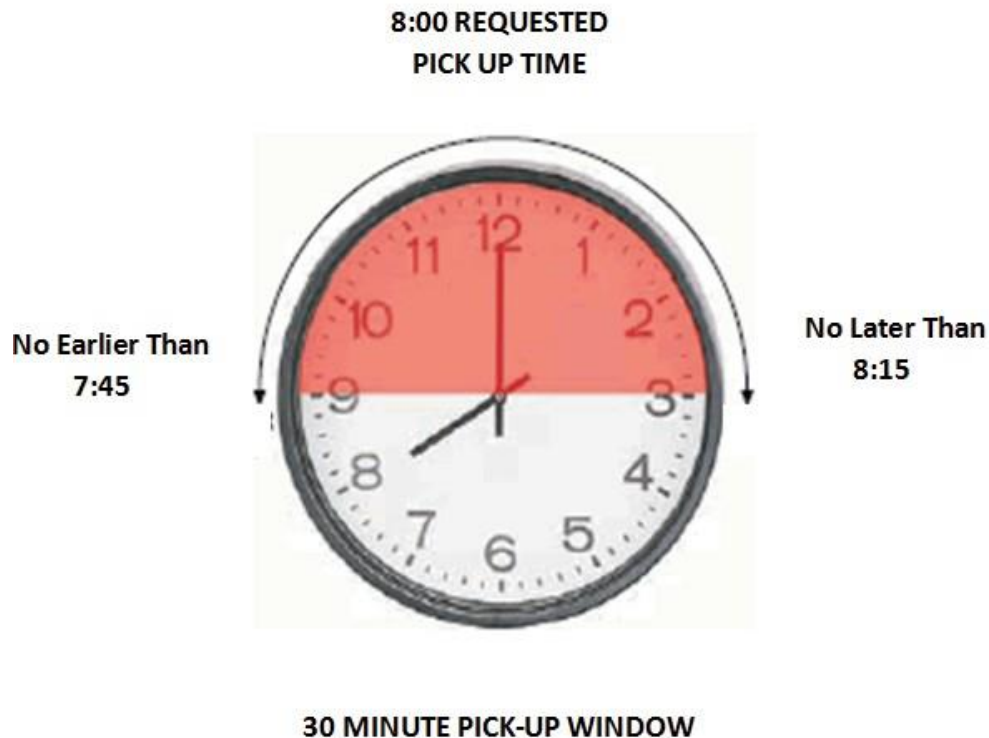 8:00 REQUESTED
PICK UP TIME
12
11
1
10
2
No Earlier Than
7:45
No Later Than
8:15
9
3
8
4
7
5
6
30 MINUTE PICK-UP WINDOW